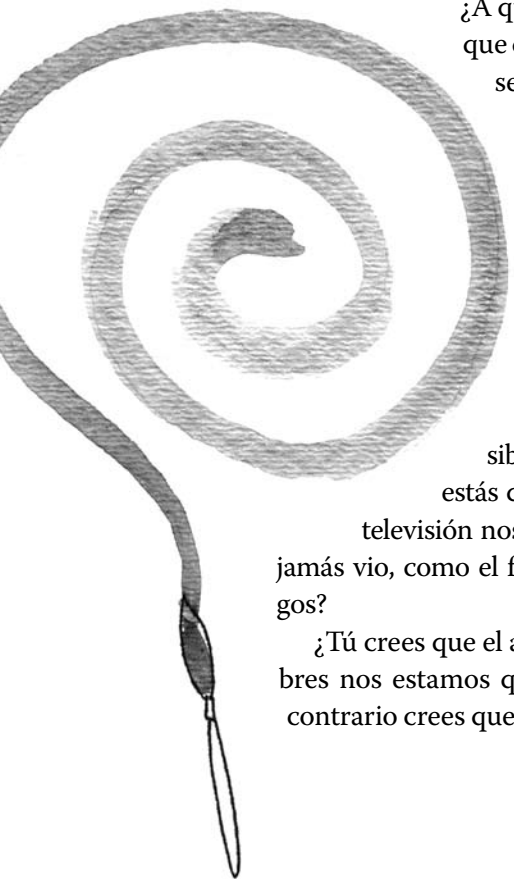 ¿A
que
sib
estás
televisión nos
jamás vio, como el
gos?
¿Tú crees que el
bres nos estamos
contrario crees que